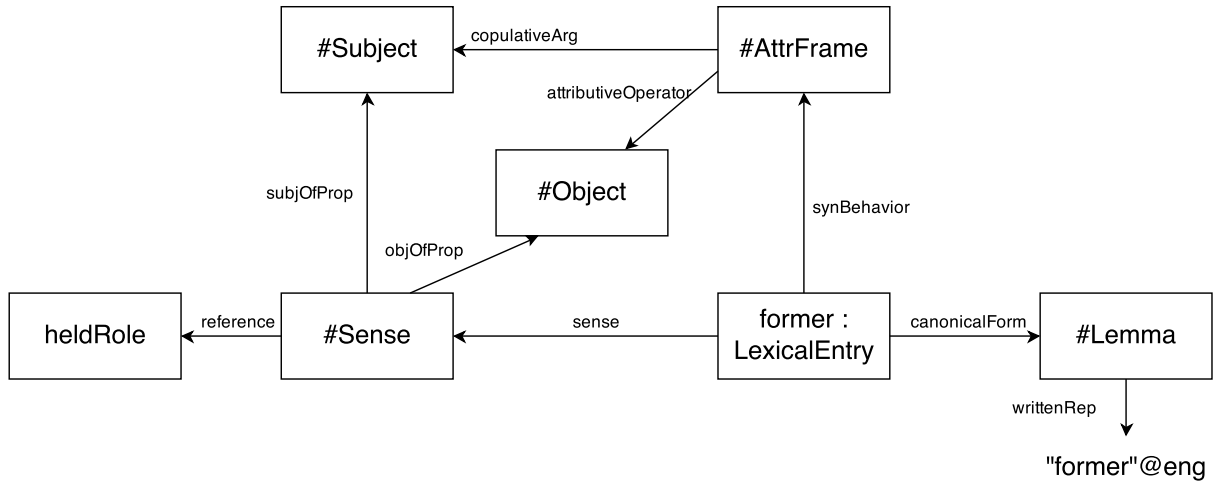 #Subject
copulativeArg
#AttrFrame
attributiveOperator
#Object
subjOfProp
synBehavior
objOfProp
heldRole
reference
#Sense
sense
former :
LexicalEntry
canonicalForm
#Lemma
writtenRep
"former"@eng